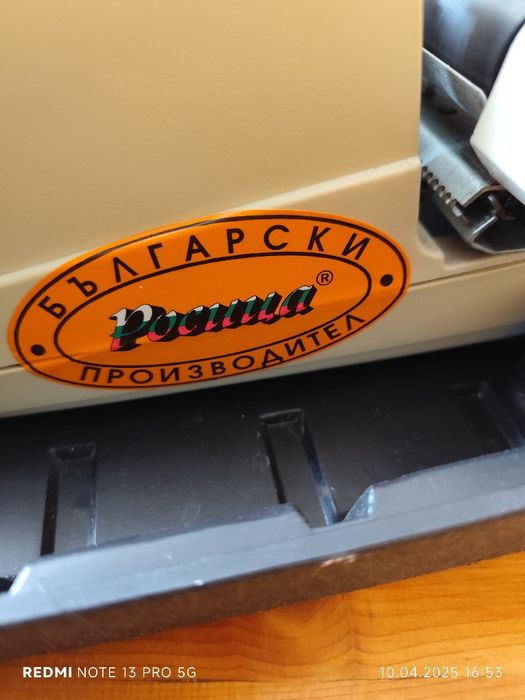 БЪЛГАРСКИ
Росица®
ПРОИЗВОДИТЕЛ
REDMI NOTE 13 PRO 5G
10.04.2025 16:53